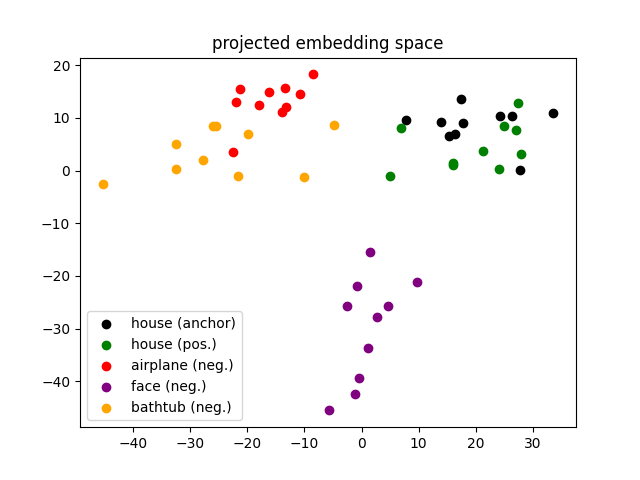 projected embedding space
20
10
0
−10
−20
−30
−40
house (anchor)
house (pos.)
airplane (neg.)
face (neg.)
bathtub (neg.)
−40 −30 −20 −10 0 10 20 30